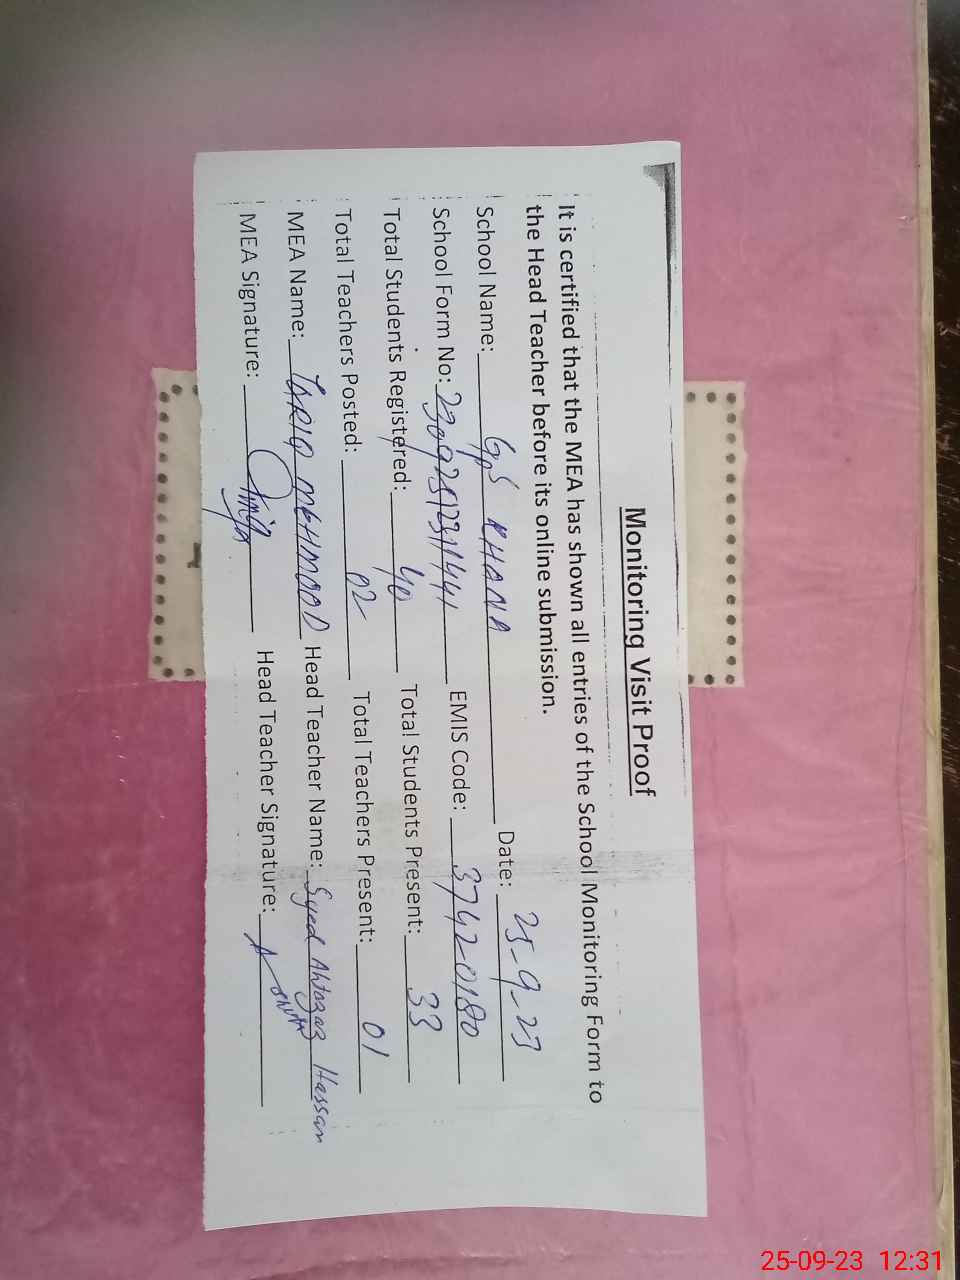 Monitoring Visit Proof
It is certified that the MEA has shown all entries of the School Monitoring Form to
the Head Teacher before its online submission.
School Name: GPS KHANA Date: 25-9-23
School Form No: EMIS Code: 37420180
Total Students Registered: 40 Total Students Present: 33
Total Teachers Posted: 02 Total Teachers Present: 01
MEA Name: TARIQ MEHMOOD Head Teacher Name: Syed Ahtazaz Hassan
MEA Signature: Head Teacher Signature:
25-09-23 12:31